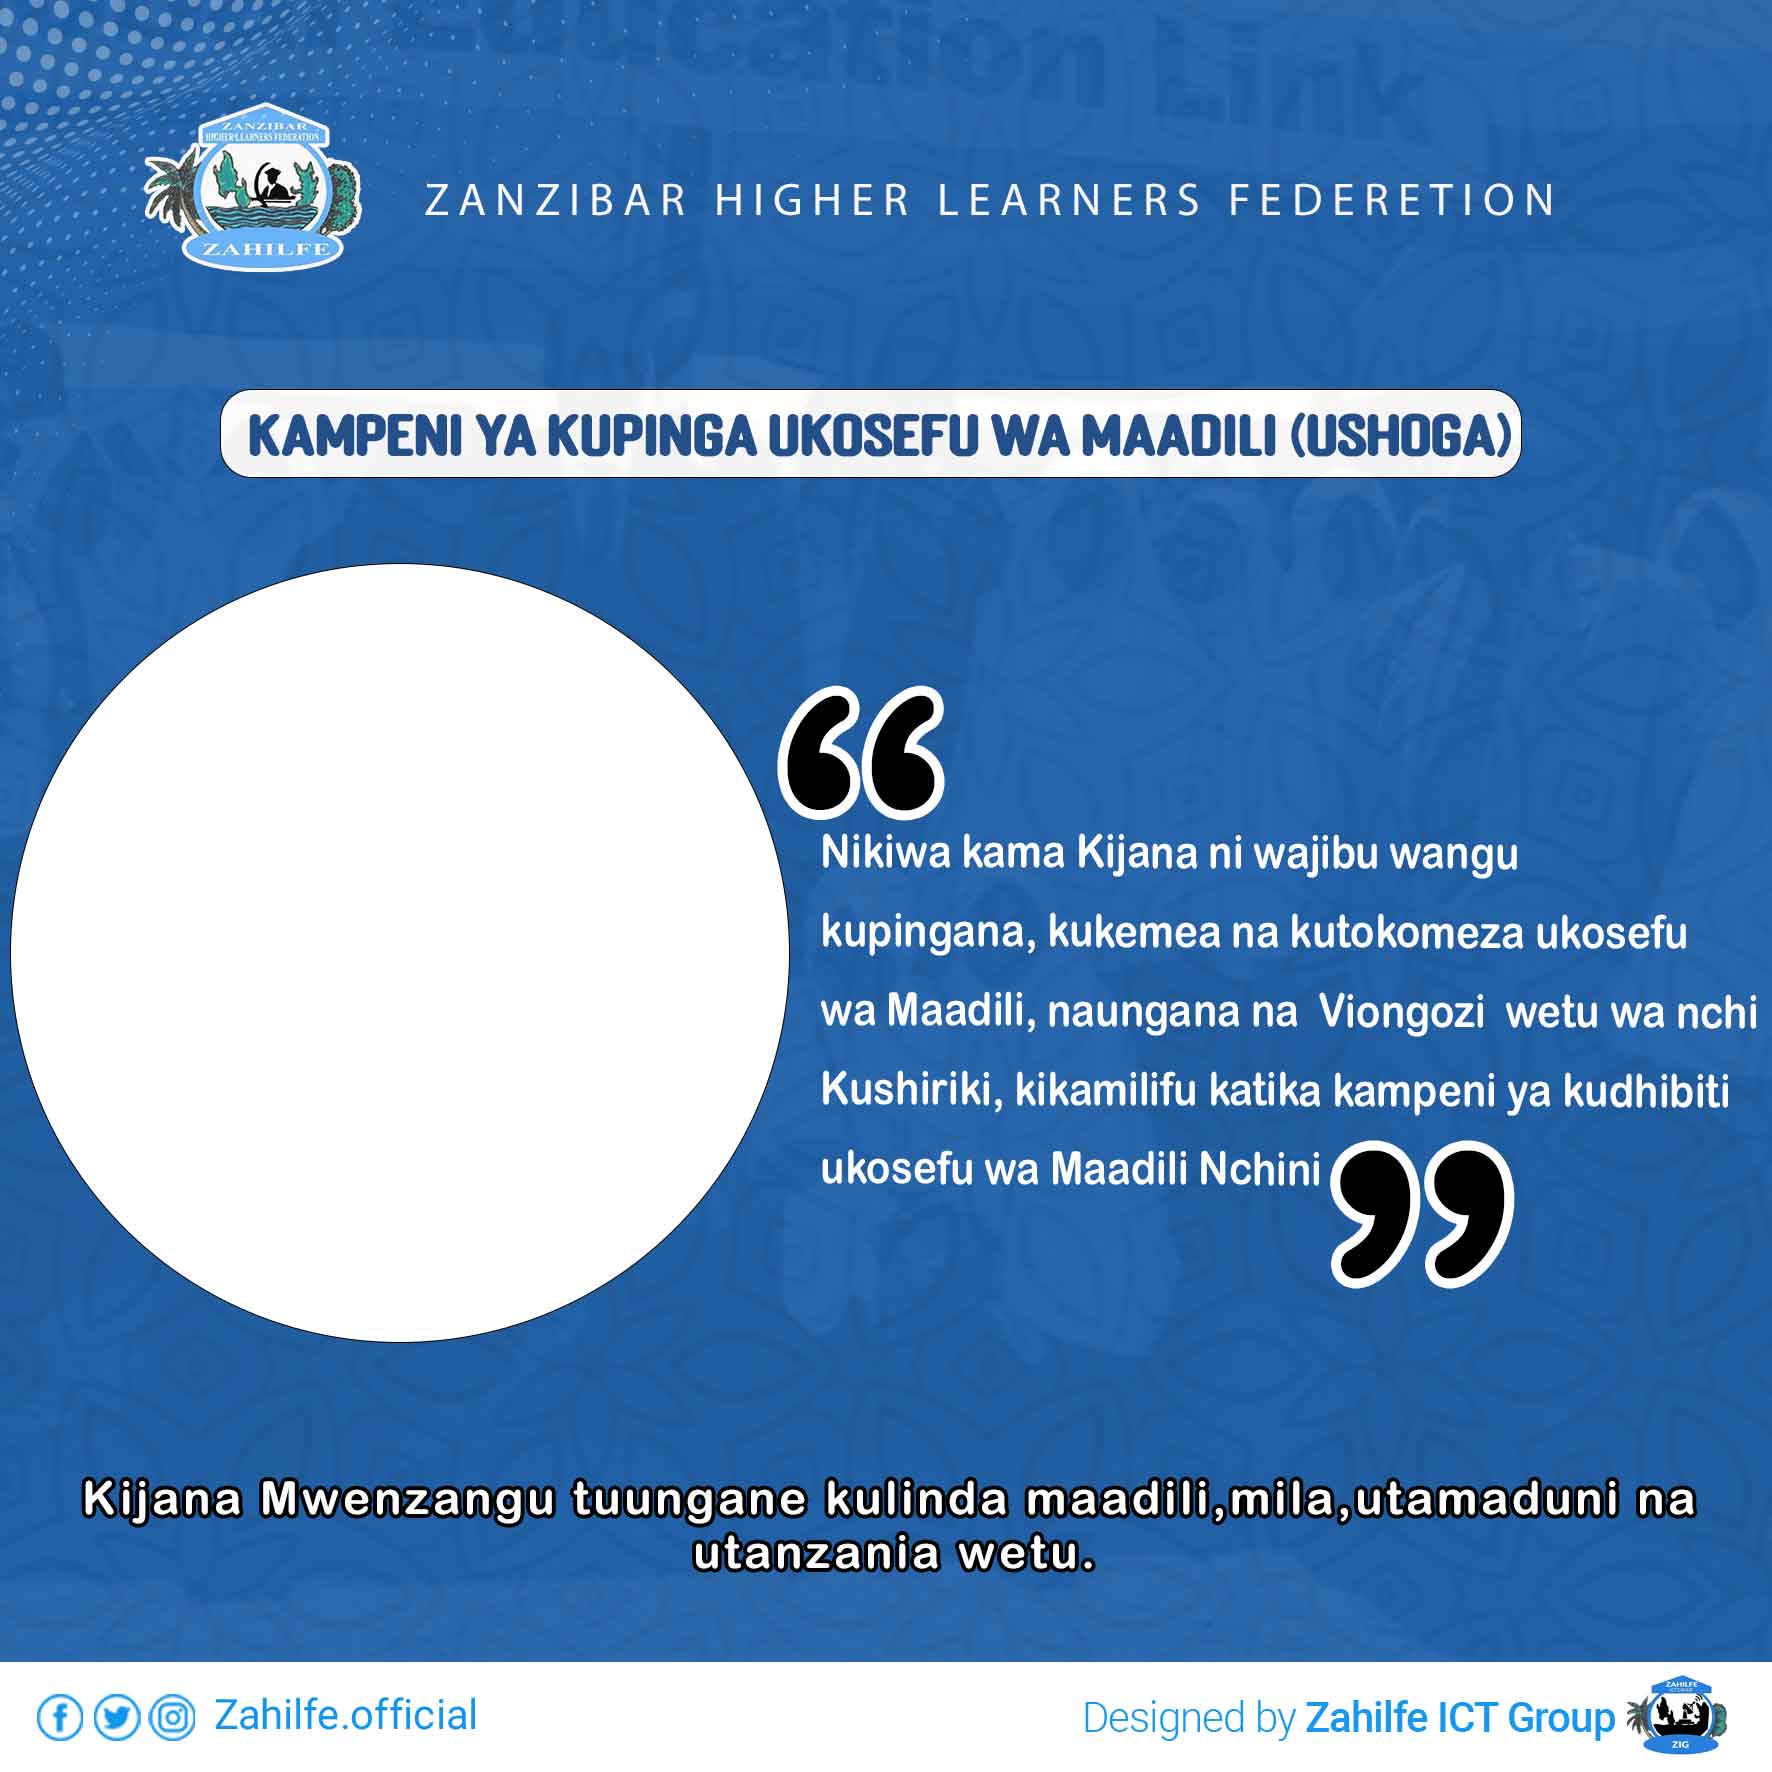 Education Link
ZANZIBAR
HIGHER LEARNERS FEDERATION
ZAHILFE
ZANZIBAR HIGHER LEARNERS FEDERETION
KAMPENI YA KUPINGA UKOSEFU WA MAADILI (USHOGA)
“
Nikiwa kama Kijana ni wajibu wangu
kupingana, kukemea na kutokomeza ukosefu
wa Maadili, naungana na Viongozi wetu wa nchi
Kushiriki, kikamilifu katika kampeni ya kudhibiti
ukosefu wa Maadili Nchini ”
Kijana Mwenzangu tuungane kulinda maadili,mila,utamaduni na
utanzania wetu.
Zahilfe.official
Designed by Zahilfe ICT Group
ZAHILFE
ZIG